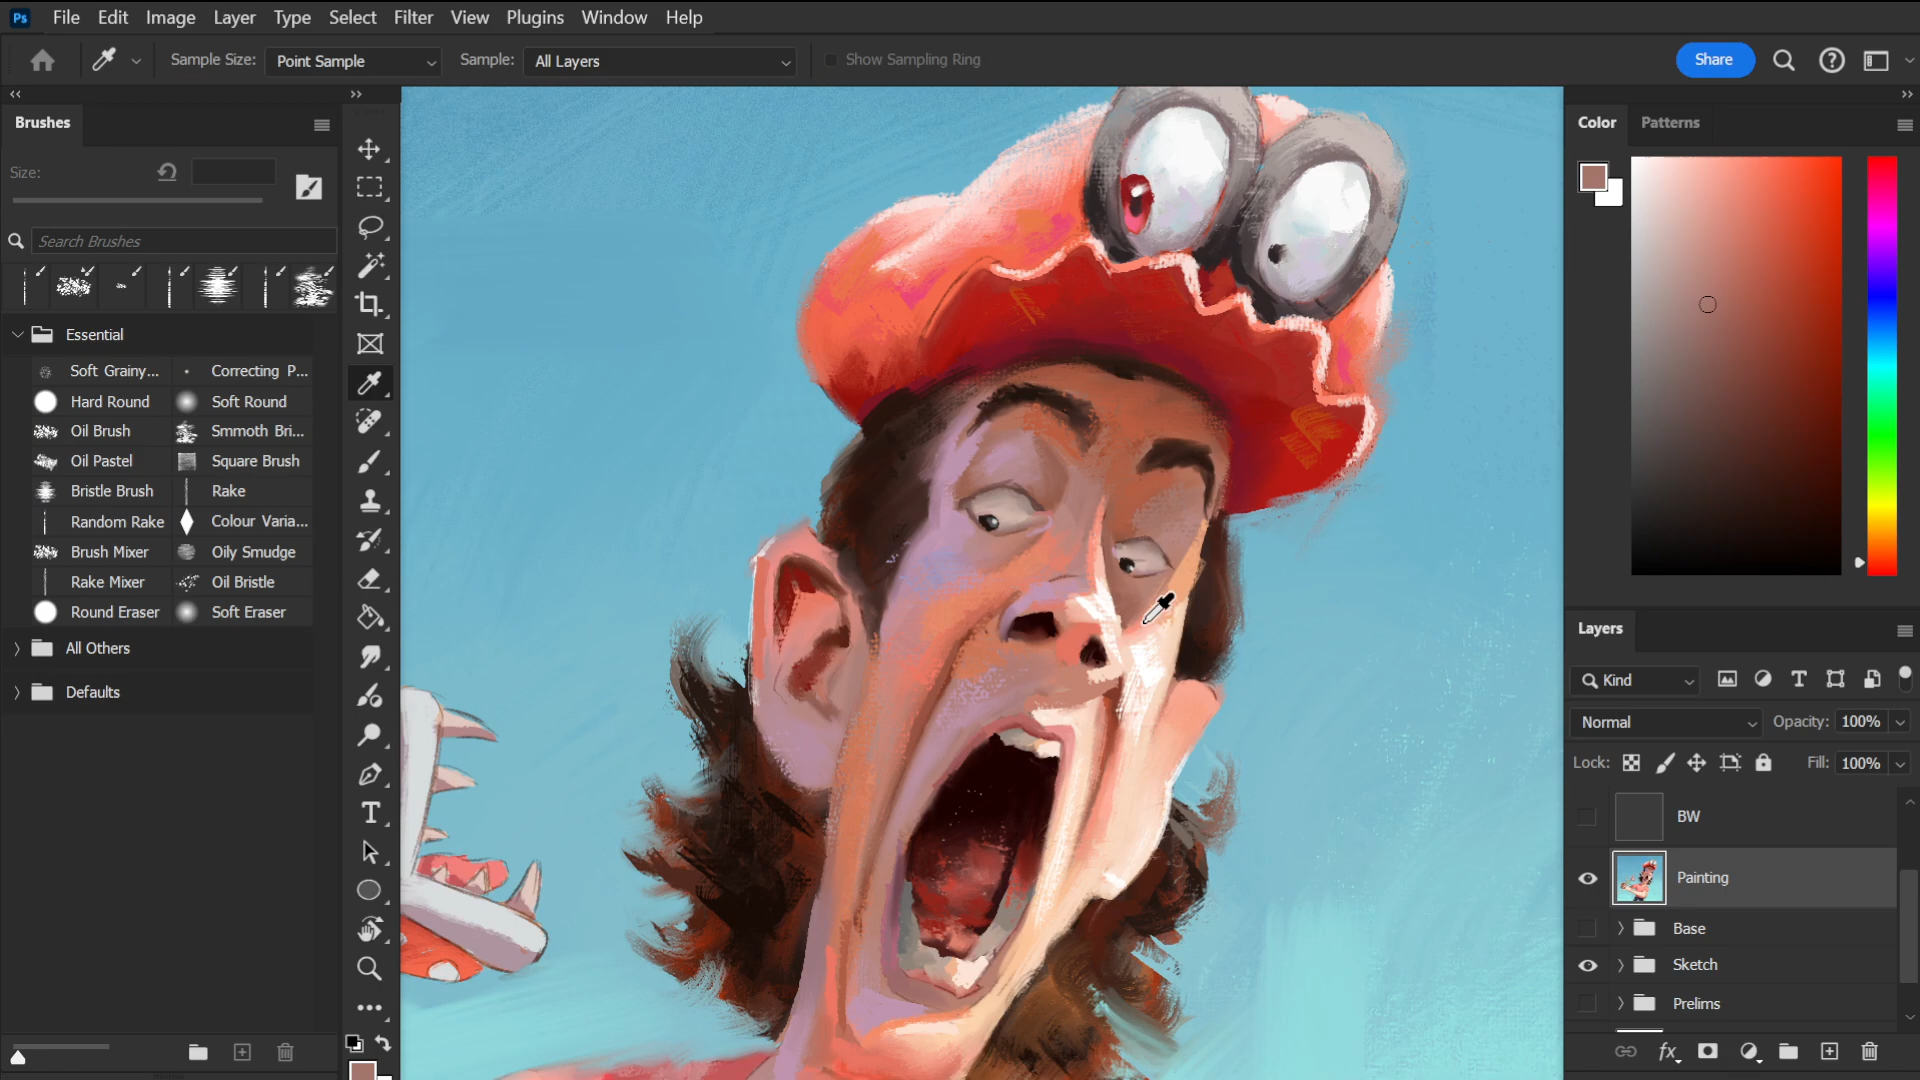 Ps File Edit Image Layer Type Select Filter View Plugins Window Help
Sample Size: Point Sample Sample: All Layers Show Sampling Ring Share
Brushes
Size:
Search Brushes
Essential
Soft Grainy... Correcting P...
Hard Round Soft Round
Oil Brush Smmoth Bri...
Oil Pastel Square Brush
Bristle Brush Rake
Random Rake Colour Varia...
Brush Mixer Oily Smudge
Rake Mixer Oil Bristle
Round Eraser Soft Eraser
All Others
Defaults
Color Patterns
Layers
Kind
Normal Opacity: 100%
Lock: Fill: 100%
BW
Painting
Base
Sketch
Prelims
fx